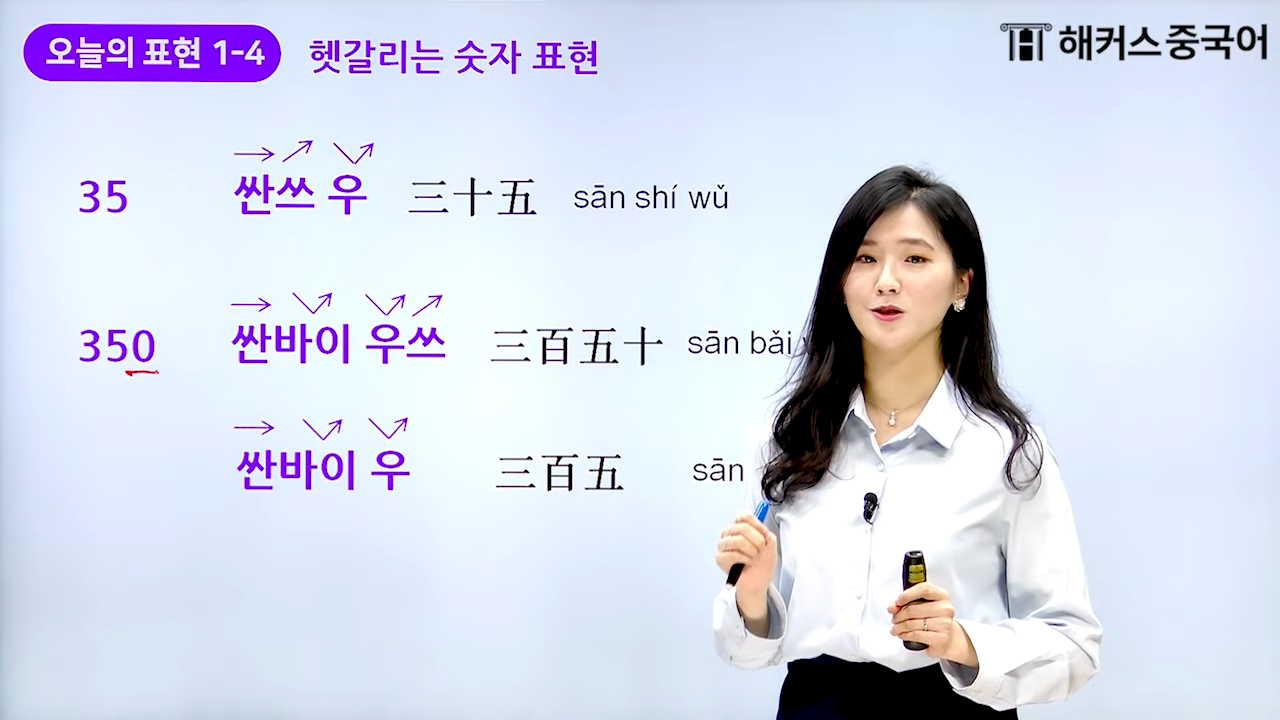 오늘의 표현 1-4 헷갈리는 숫자 표현
해커스중국어
35 싼쓰 우 三十五 sān shí wǔ
350 싼바이 우쓰 三百五十 sān bǎi
싼바이 우 三百五 sān